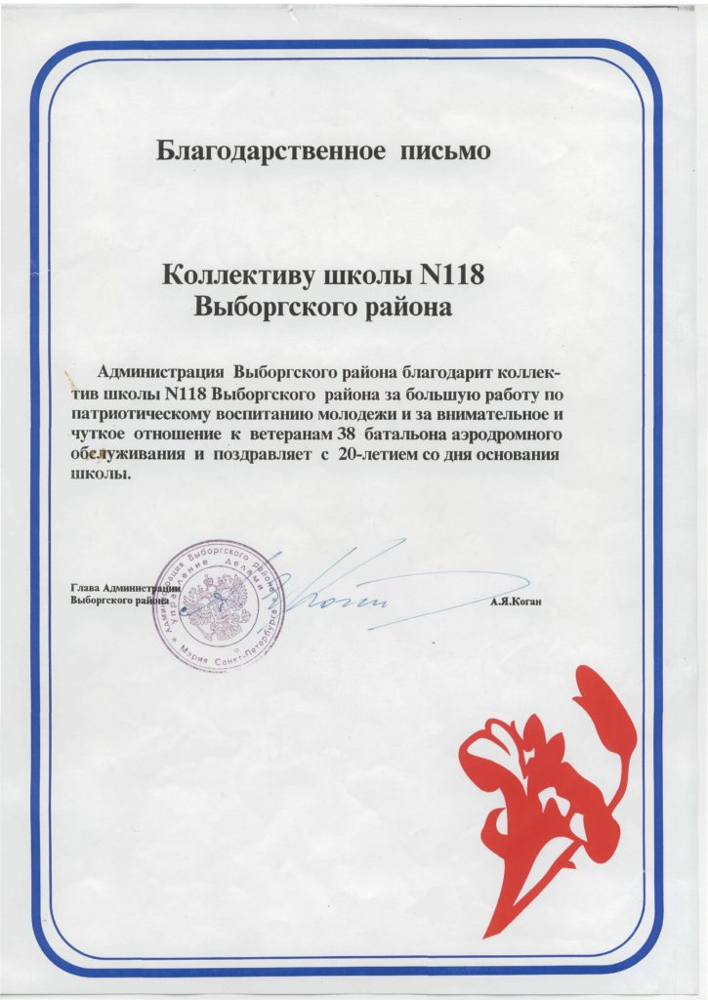 Благодарственное письмо
Коллективу школы N118
Выборгского района
Администрация Выборгского района благодарит коллек-
тив школы N118 Выборгского района за большую работу по
патриотическому воспитанию молодежи и за внимательное и
чуткое отношение к ветеранам 38 батальона аэродромного
обслуживания и поздравляет с 20-летием со дня основания
школы.
Администрация Выборгского района
Управление Делами
Мэрия Санкт-Петербурга
Глава Администрации
Выборгского района
А.Я.Коган